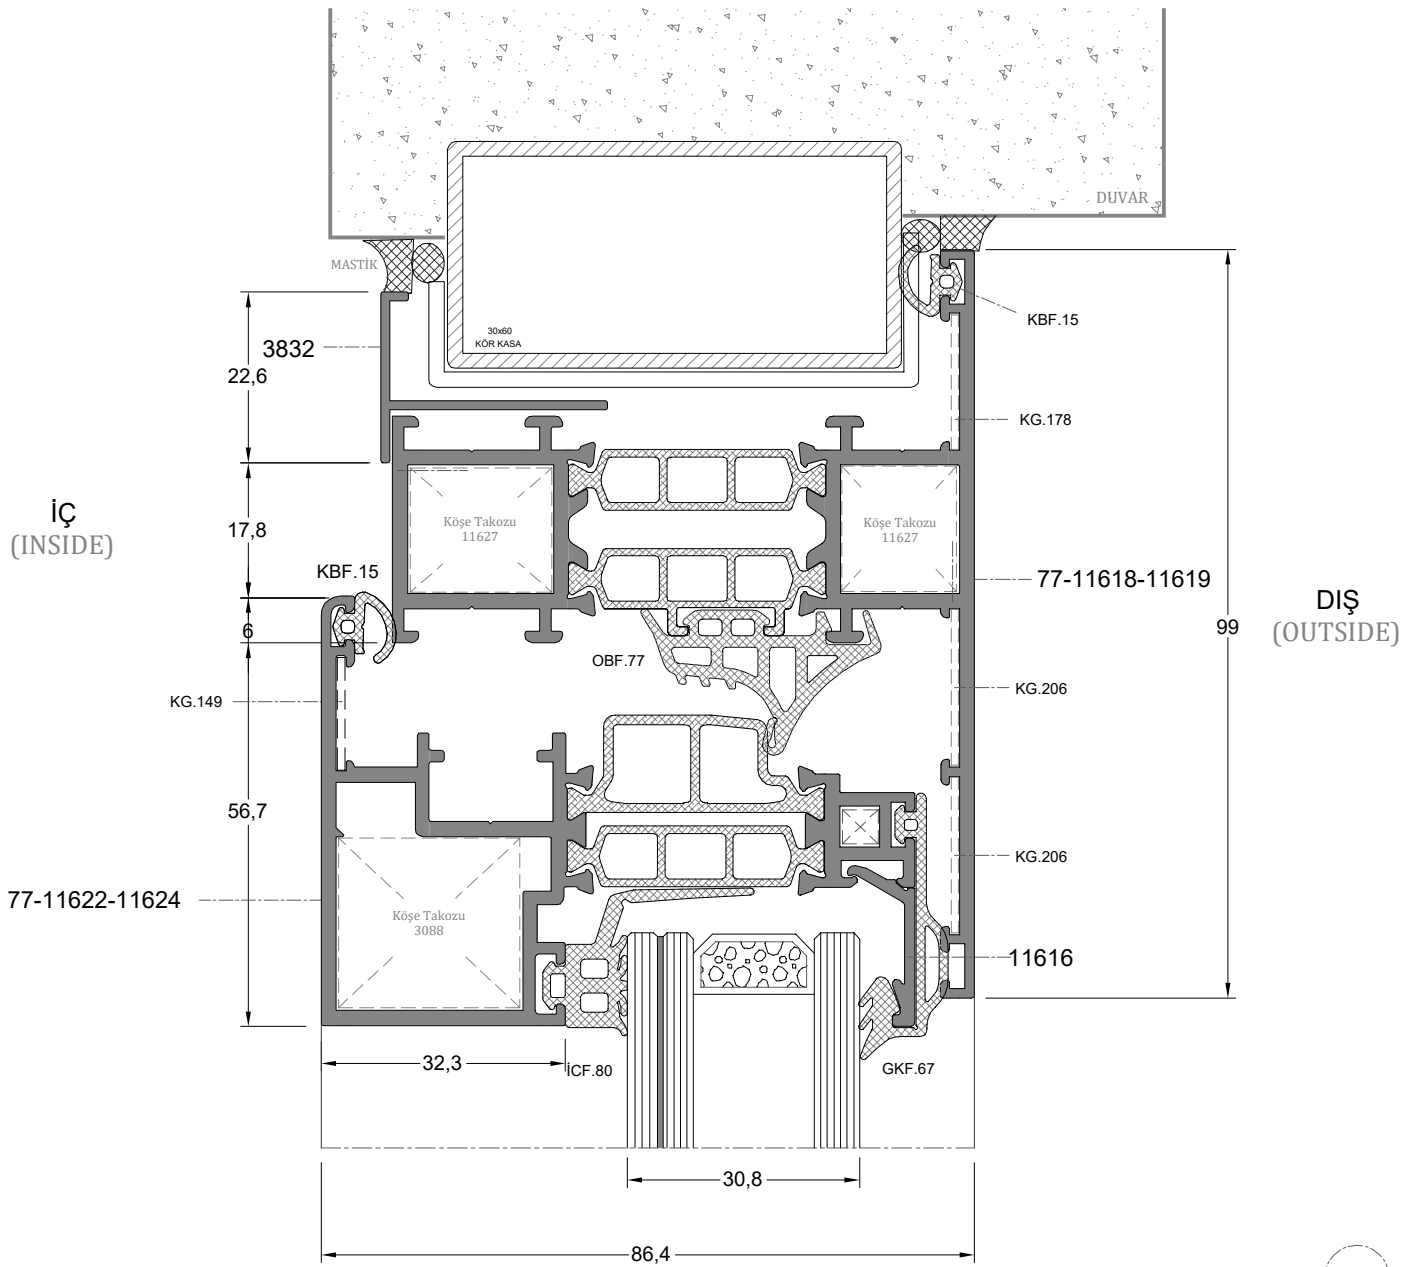 DUVAR
MASTİK
KBF.15
30x60
KÖR KASA
3832
22,6
KG.178
İÇ
(INSIDE)
17,8
Köşe Takozu
11627
Köşe Takozu
11627
KBF.15
77-11618-11619
DIŞ
(OUTSIDE)
99
6
OBF.77
KG.149
KG.206
56,7
KG.206
77-11622-11624
Köşe Takozu
3088
11616
32,3
İCF.80
GKF.67
30,8
86,4